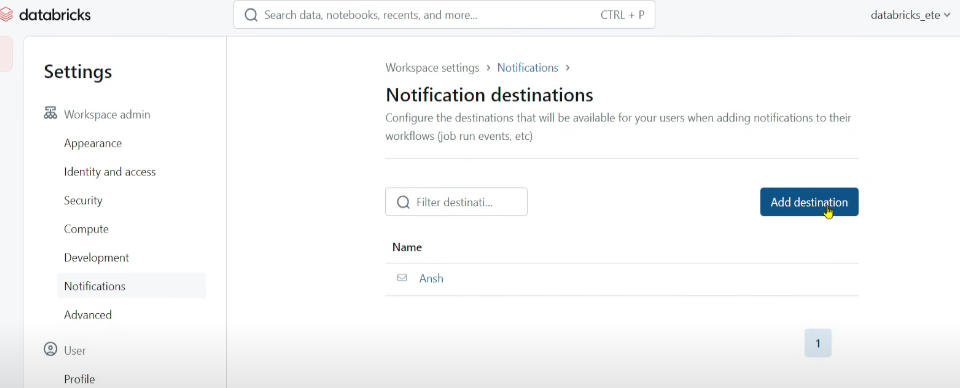 databricks
Search data, notebooks, recents, and more...
CTRL + P
databricks_ete
Settings
Workspace admin
Appearance
Identity and access
Security
Compute
Development
Notifications
Advanced
User
Profile
Workspace settings › Notifications ›
Notification destinations
Configure the destinations that will be available for your users when adding notifications to their
workflows (job run events, etc)
Filter destinati...
Add destination
Name
Ansh
1